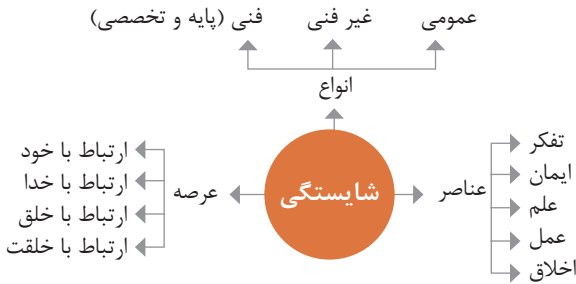 عمومی
غیر فنی
فنی (پایه و تخصصی)
انواع
شایستگی
عناصر
تفکر
ایمان
علم
عمل
اخلاق
عرصه
ارتباط با خود
ارتباط با خدا
ارتباط با خلق
ارتباط با خلقت